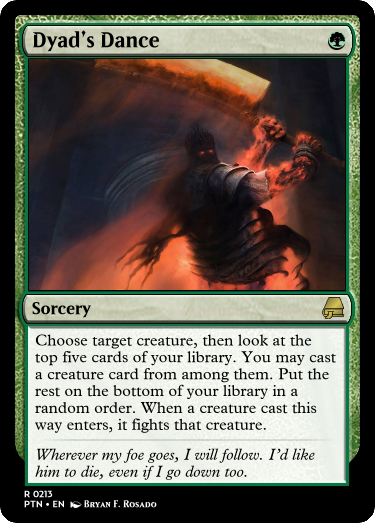 Dyad's Dance
Sorcery
Choose target creature, then look at the
top five cards of your library. You may cast
a creature card from among them. Put the
rest on the bottom of your library in a
random order. When a creature cast this
way enters, it fights that creature.
Wherever my foe goes, I will follow. I'd like
him to die, even if I go down too.
R 0213
PTN • EN Bryan F. Rosado